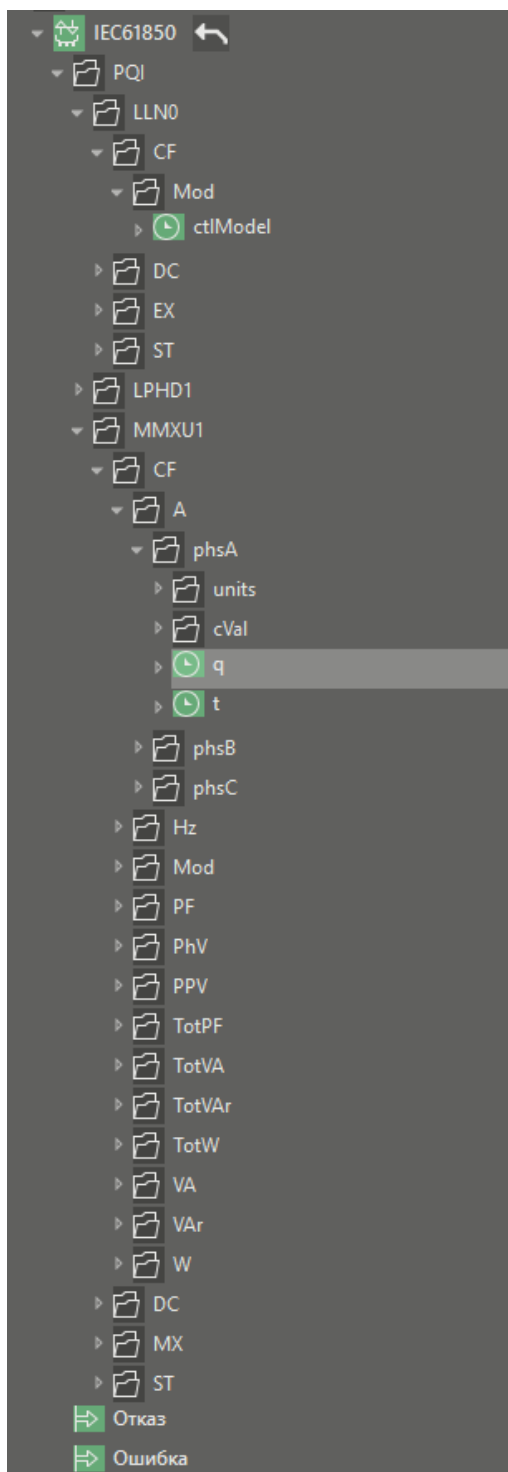 IEC61850
PQI
LLN0
CF
Mod
ctlModel
DC
EX
ST
LPHD1
MMXU1
CF
A
phsA
units
cVal
q
t
phsB
phsC
Hz
Mod
PF
PhV
PPV
TotPF
TotVA
TotVAr
TotW
VA
VAr
W
DC
MX
ST
Отказ
Ошибка